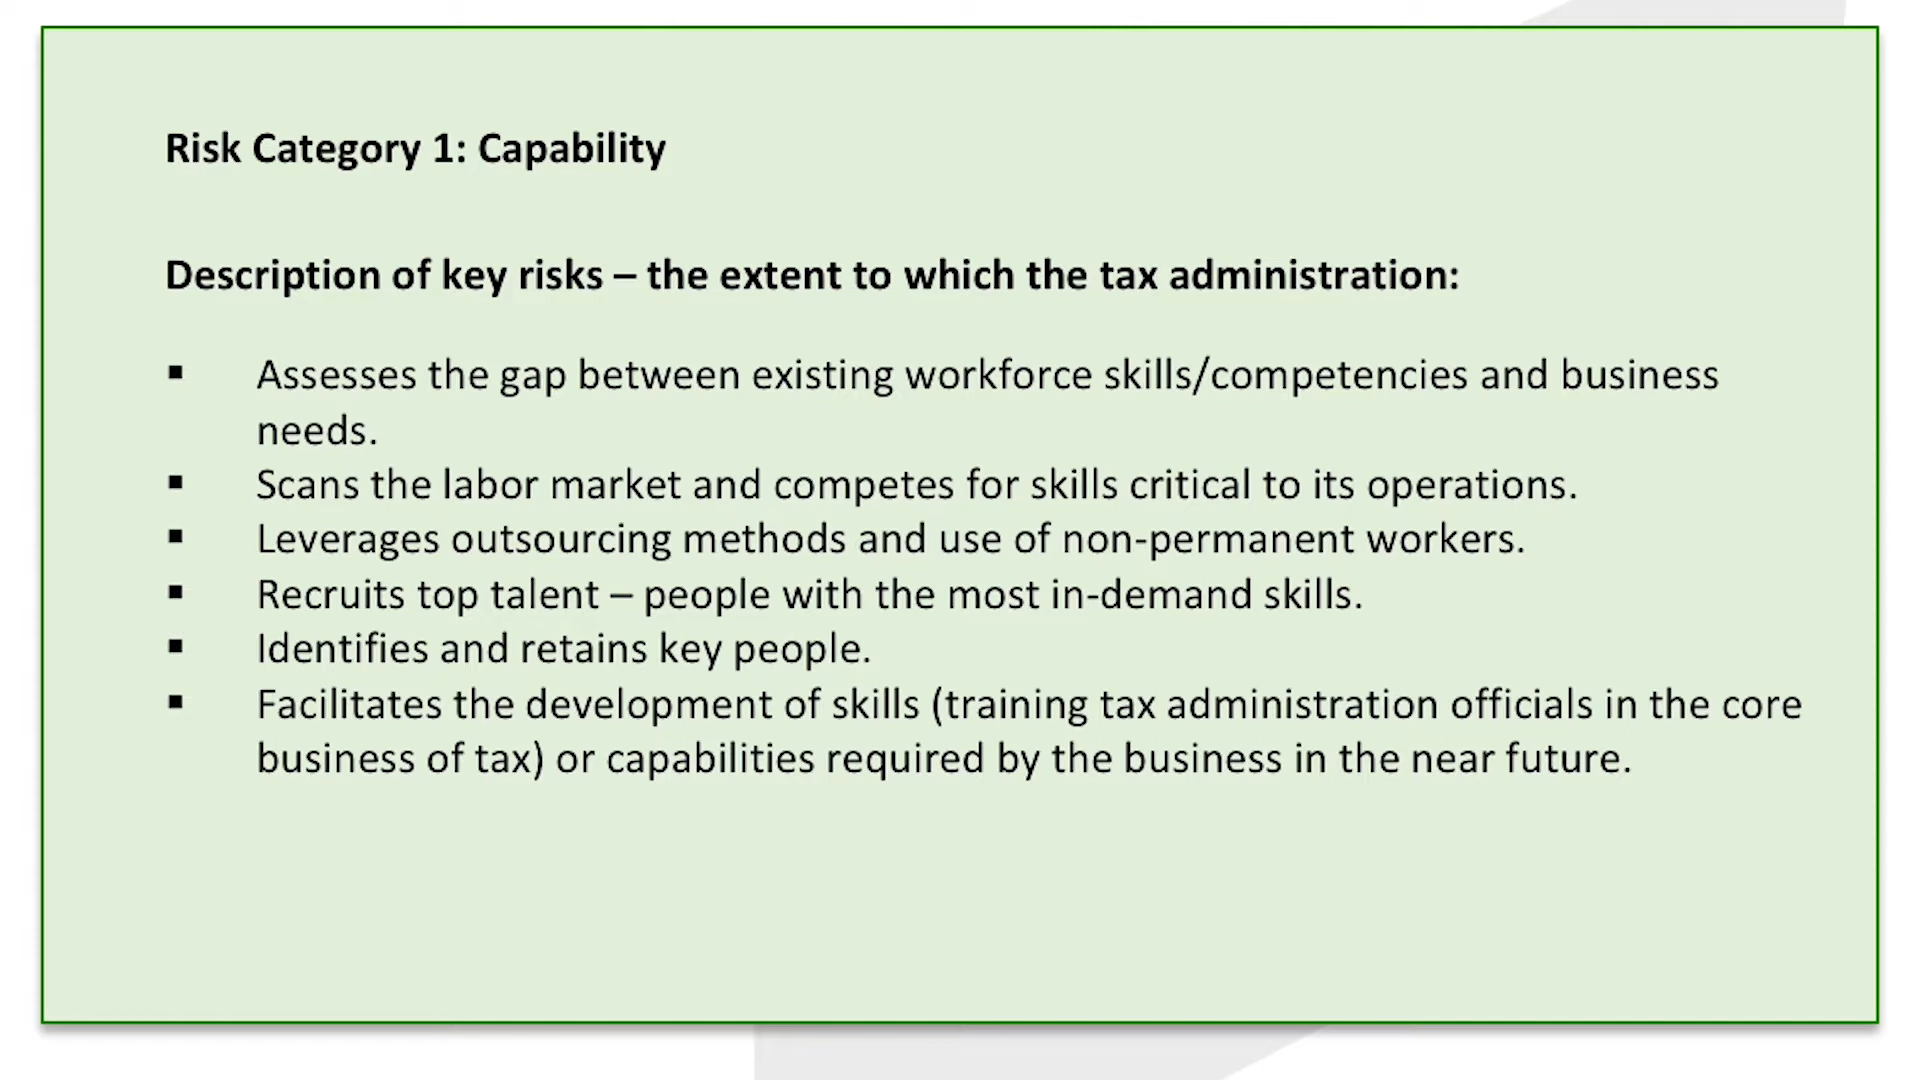 Risk Category 1: Capability
Description of key risks – the extent to which the tax administration:
▪ Assesses the gap between existing workforce skills/competencies and business
needs.
▪ Scans the labor market and competes for skills critical to its operations.
▪ Leverages outsourcing methods and use of non-permanent workers.
▪ Recruits top talent – people with the most in-demand skills.
▪ Identifies and retains key people.
▪ Facilitates the development of skills (training tax administration officials in the core
business of tax) or capabilities required by the business in the near future.